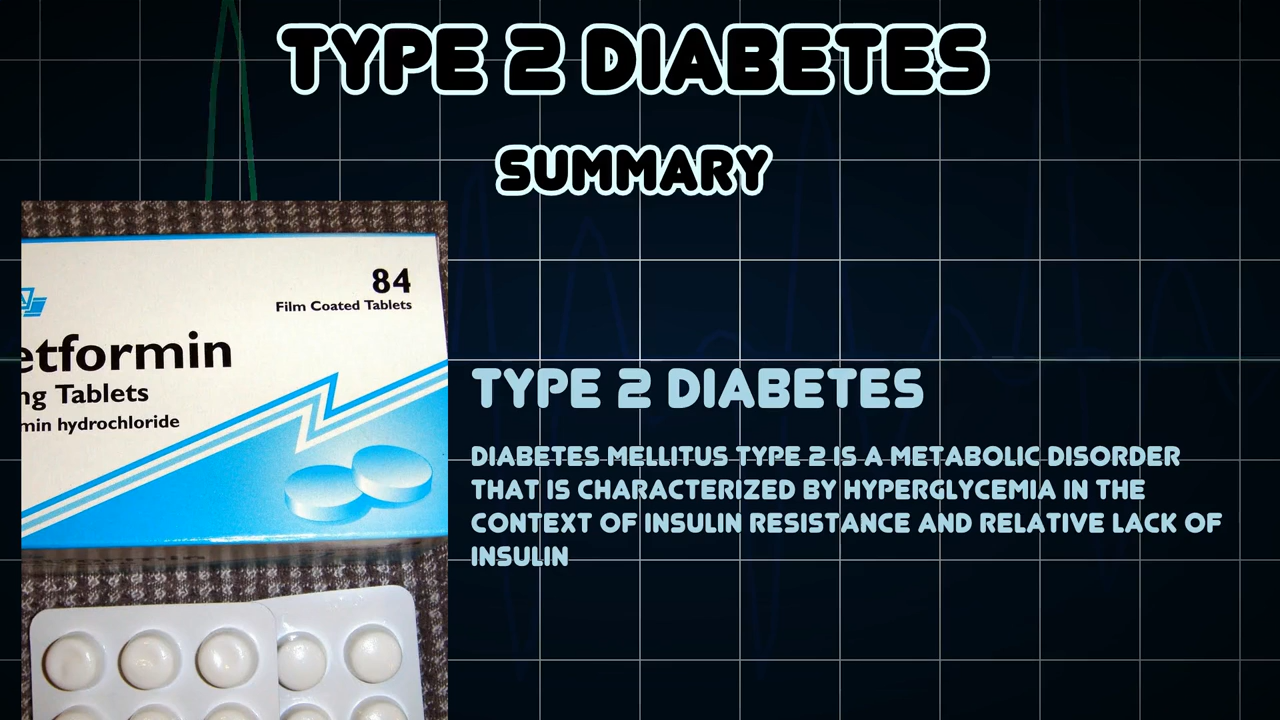 TYPE 2 DIABETES
SUMMARY
84
Film Coated Tablets
etformin
ng Tablets
min hydrochloride
TYPE 2 DIABETES
DIABETES MELLITUS TYPE 2 IS A METABOLIC DISORDER
THAT IS CHARACTERIZED BY HYPERGLYCEMIA IN THE
CONTEXT OF INSULIN RESISTANCE AND RELATIVE LACK OF
INSULIN